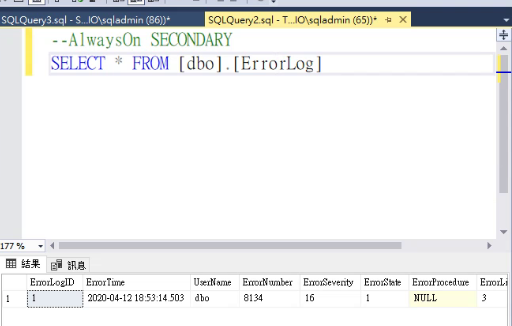 SQLQuery3.sql - S...IO\sqladmin (86))*
SQLQuery2.sql - T...IO\sqladmin (65))*
--AlwaysOn SECONDARY
SELECT * FROM [dbo].[ErrorLog]
177 %
結果 訊息
ErrorLogID ErrorTime UserName ErrorNumber ErrorSeverity ErrorState ErrorProcedure ErrorLi
1 1 2020-04-12 18:53:14.503 dbo 8134 16 1 NULL 3